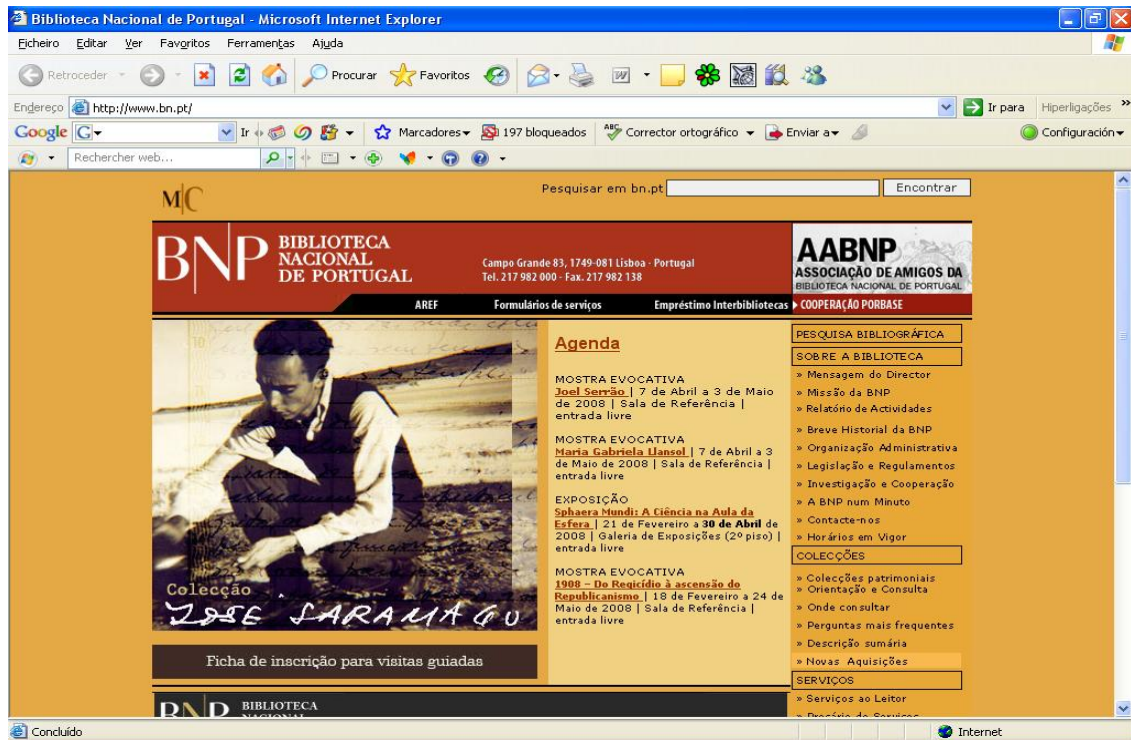 Biblioteca Nacional de Portugal - Microsoft Internet Explorer
Ficheiro Editar Ver Favoritos Ferramentas Ajuda
Retroceder Procurar Favoritos
Endereço http://www.bn.pt/ Ir para Hiperligações »
Google G Ir Marcadores 197 bloqueados ABC Corrector ortográfico Enviar a Configuración
Rechercher web...
M|C
Pesquisar em bn.pt Encontrar
BNP
BIBLIOTECA
NACIONAL
DE PORTUGAL
Campo Grande 83, 1749-081 Lisboa - Portugal
Tel. 217 982 000 - Fax. 217 982 138
AABNP
ASSOCIAÇÃO DE AMIGOS DA
BIBLIOTECA NACIONAL DE PORTUGAL
AREF Formulários de serviços Empréstimo Interbibliotecas COOPERAÇÃO PORBASE
Colecção
JOSE SARAMAGO
Ficha de inscrição para visitas guiadas
Agenda
MOSTRA EVOCATIVA
Joel Serrão | 7 de Abril a 3 de Maio
de 2008 | Sala de Referência |
entrada livre
MOSTRA EVOCATIVA
Maria Gabriela Llansol | 7 de Abril a 3
de Maio de 2008 | Sala de Referência |
entrada livre
EXPOSIÇÃO
Sphaera Mundi: A Ciência na Aula da
Esfera | 21 de Fevereiro a 30 de Abril de
2008 | Galeria de Exposições (2º piso) |
entrada livre
MOSTRA EVOCATIVA
1908 – Do Regicídio à ascensão do
Republicanismo | 18 de Fevereiro a 24 de
Maio de 2008 | Sala de Referência |
entrada livre
PESQUISA BIBLIOGRÁFICA
SOBRE A BIBLIOTECA
» Mensagem do Director
» Missão da BNP
» Relatório de Actividades
» Breve Historial da BNP
» Organização Administrativa
» Legislação e Regulamentos
» Investigação e Cooperação
» A BNP num Minuto
» Contacte-nos
» Horários em Vigor
COLECÇÕES
» Colecções patrimoniais
» Orientação e Consulta
» Onde consultar
» Perguntas mais frequentes
» Descrição sumária
» Novas Aquisições
SERVIÇOS
» Serviços ao Leitor
BNP
BIBLIOTECA
NACIONAL
Concluído Internet